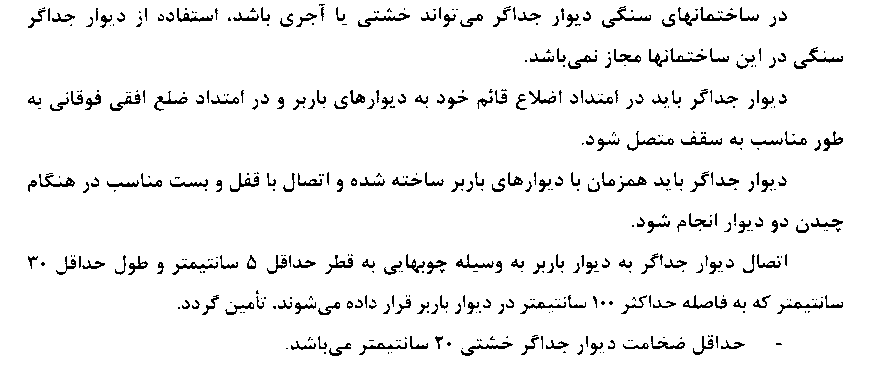 در ساختمانهای سنگی دیوار جداگر می‌تواند خشتی یا آجری باشد، استفاده از دیوار جداگر
سنگی در این ساختمانها مجاز نمی‌باشد.
دیوار جداگر باید در امتداد اضلاع قائم خود به دیوارهای باربر و در امتداد ضلع افقی فوقانی به
طور مناسب به سقف متصل شود.
دیوار جداگر باید همزمان با دیوارهای باربر ساخته شده و اتصال با قفل و بست مناسب در هنگام
چیدن دو دیوار انجام شود.
اتصال دیوار جداگر به دیوار باربر به وسیله چوبهایی به قطر حداقل ۵ سانتیمتر و طول حداقل ۳۰
سانتیمتر که به فاصله حداکثر ۱۰۰ سانتیمتر در دیوار باربر قرار داده می‌شوند، تأمین گردد.
- حداقل ضخامت دیوار جداگر خشتی ۲۰ سانتیمتر می‌باشد.